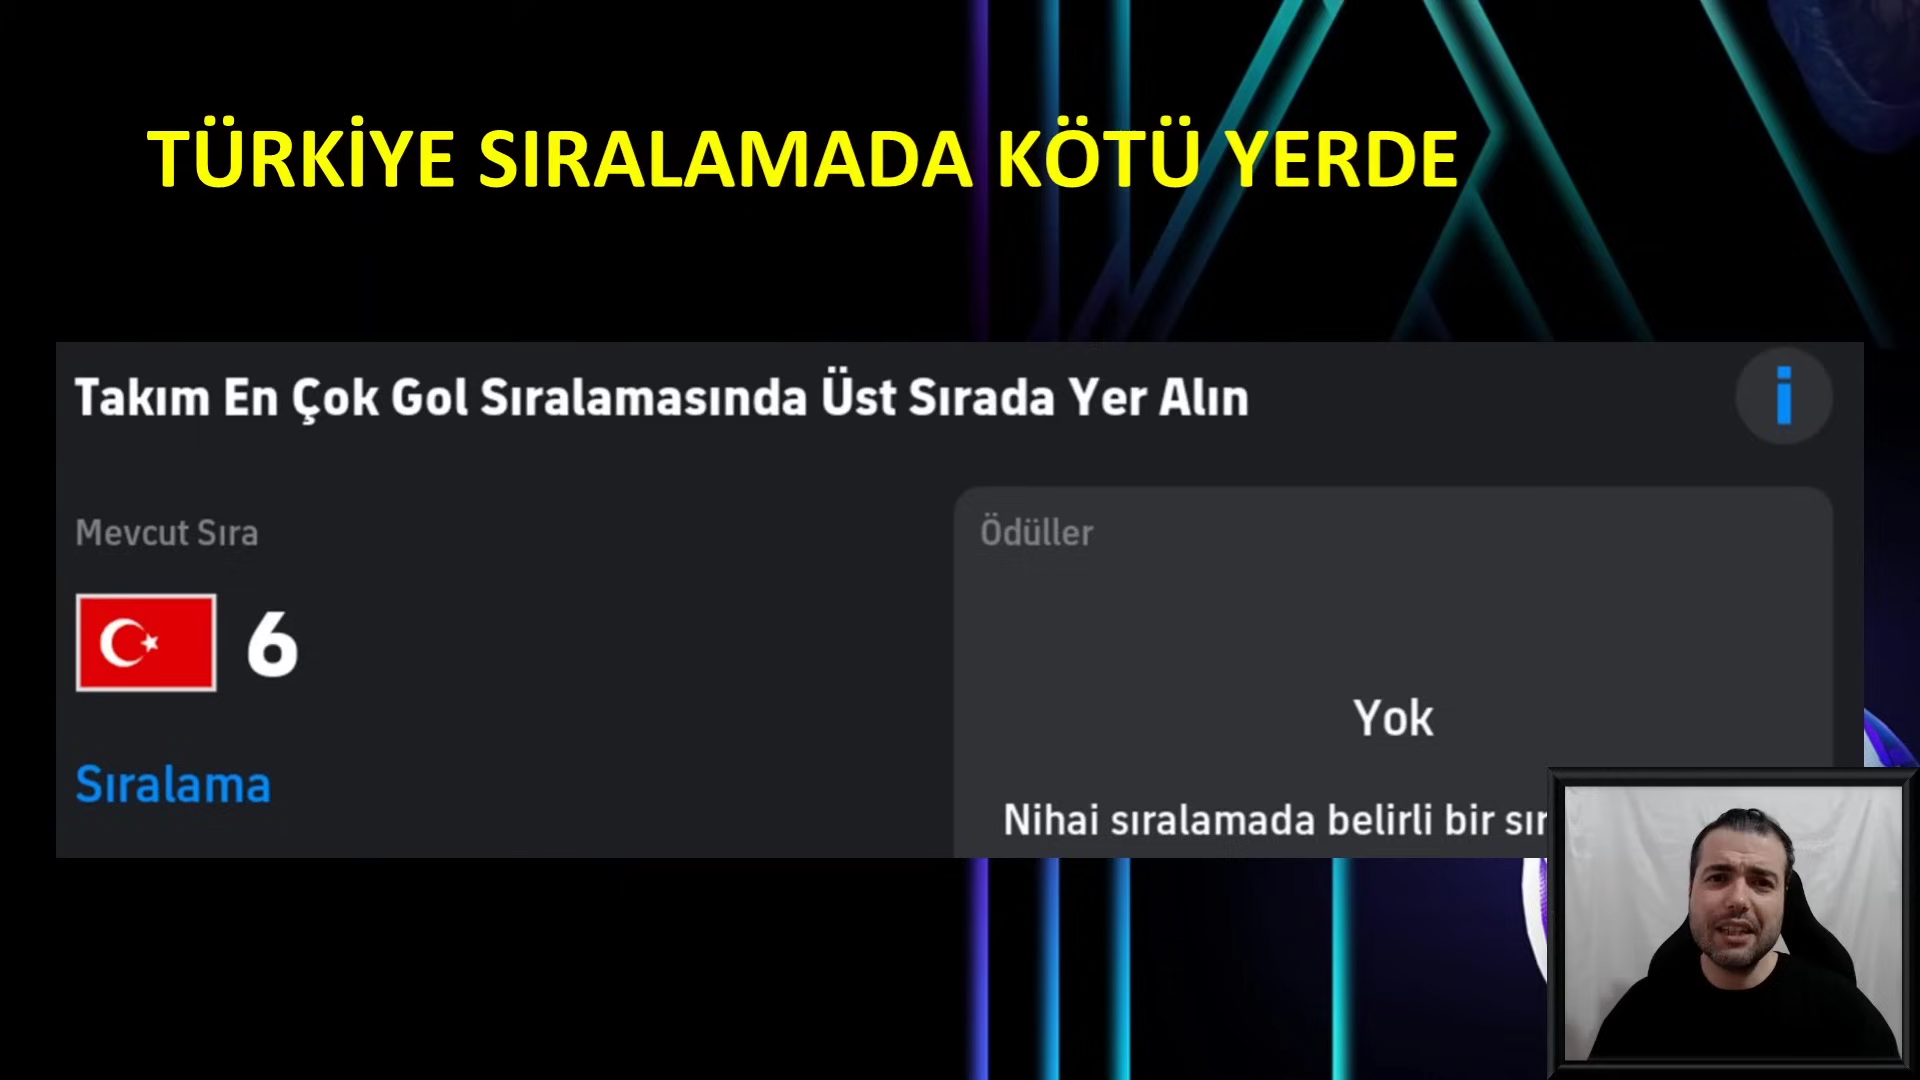 TÜRKİYE SIRALAMADA KÖTÜ YERDE
Takım En Çok Gol Sıralamasında Üst Sırada Yer Alın
i
Mevcut Sıra
6
Sıralama
Ödüller
Yok
Nihai sıralamada belirli bir